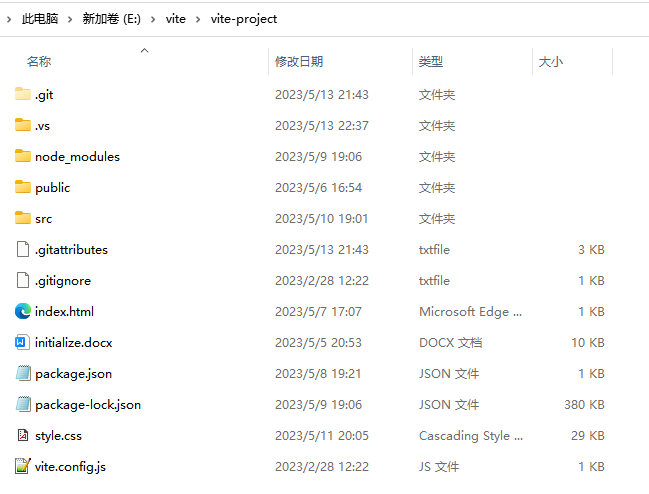 此电脑 > 新加卷 (E:) > vite > vite-project
名称 修改日期 类型 大小
.git 2023/5/13 21:43 文件夹
.vs 2023/5/13 22:37 文件夹
node_modules 2023/5/9 19:06 文件夹
public 2023/5/6 16:54 文件夹
src 2023/5/10 19:01 文件夹
.gitattributes 2023/5/13 21:43 txtfile 3 KB
.gitignore 2023/2/28 12:22 txtfile 1 KB
index.html 2023/5/7 17:07 Microsoft Edge ... 1 KB
initialize.docx 2023/5/5 20:53 DOCX 文档 10 KB
package.json 2023/5/8 19:21 JSON 文件 1 KB
package-lock.json 2023/5/9 19:06 JSON 文件 380 KB
style.css 2023/5/11 20:05 Cascading Style ... 29 KB
vite.config.js 2023/2/28 12:22 JS 文件 1 KB